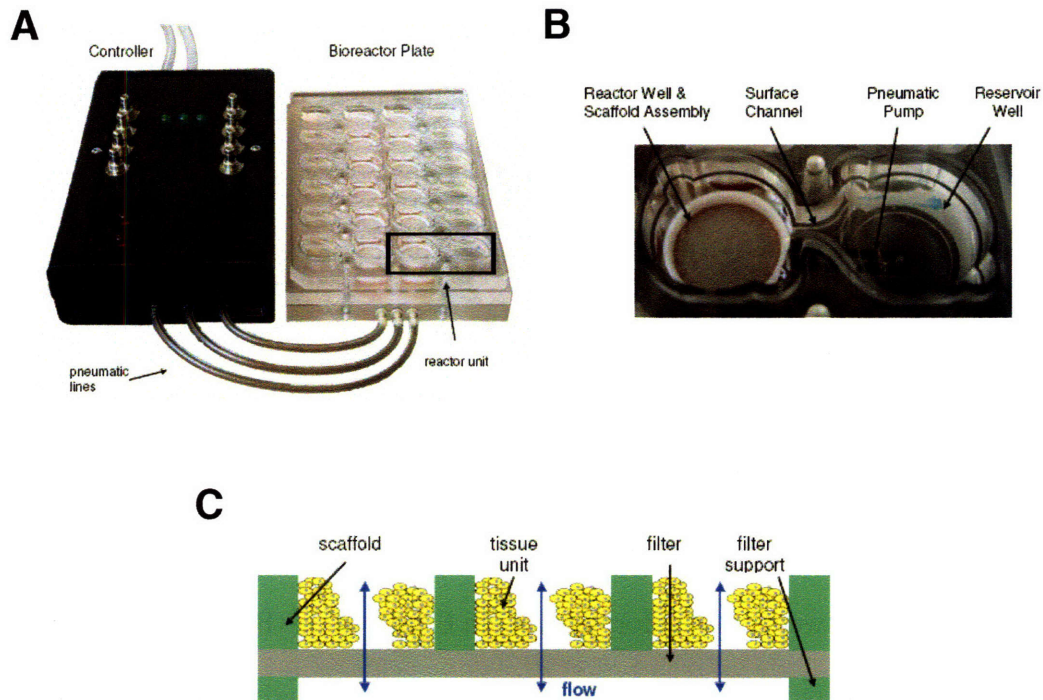 A
Controller
Bioreactor Plate
pneumatic
lines
reactor unit
B
Reactor Well &
Scaffold Assembly
Surface
Channel
Pneumatic
Pump
Reservoir
Well
C
scaffold
tissue
unit
filter
filter
support
flow